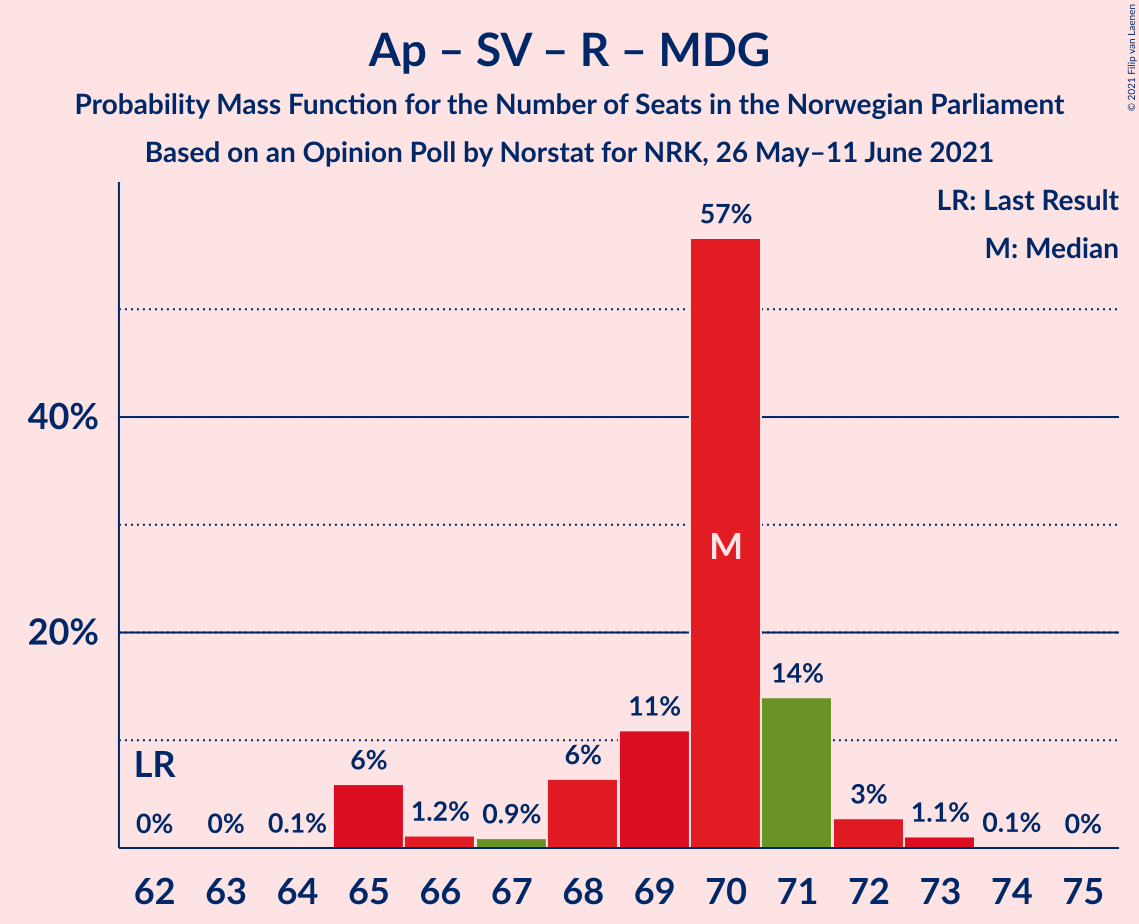 Ap – SV – R – MDG
Probability Mass Function for the Number of Seats in the Norwegian Parliament
Based on an Opinion Poll by Norstat for NRK, 26 May–11 June 2021
© 2021 Filip van Laenen
LR: Last Result
M: Median
57%
40%
M
20%
14%
11%
LR
6%
6%
3%
0%
0%
0.1%
1.2%
0.9%
1.1%
0.1%
0%
62 63 64 65 66 67 68 69 70 71 72 73 74 75